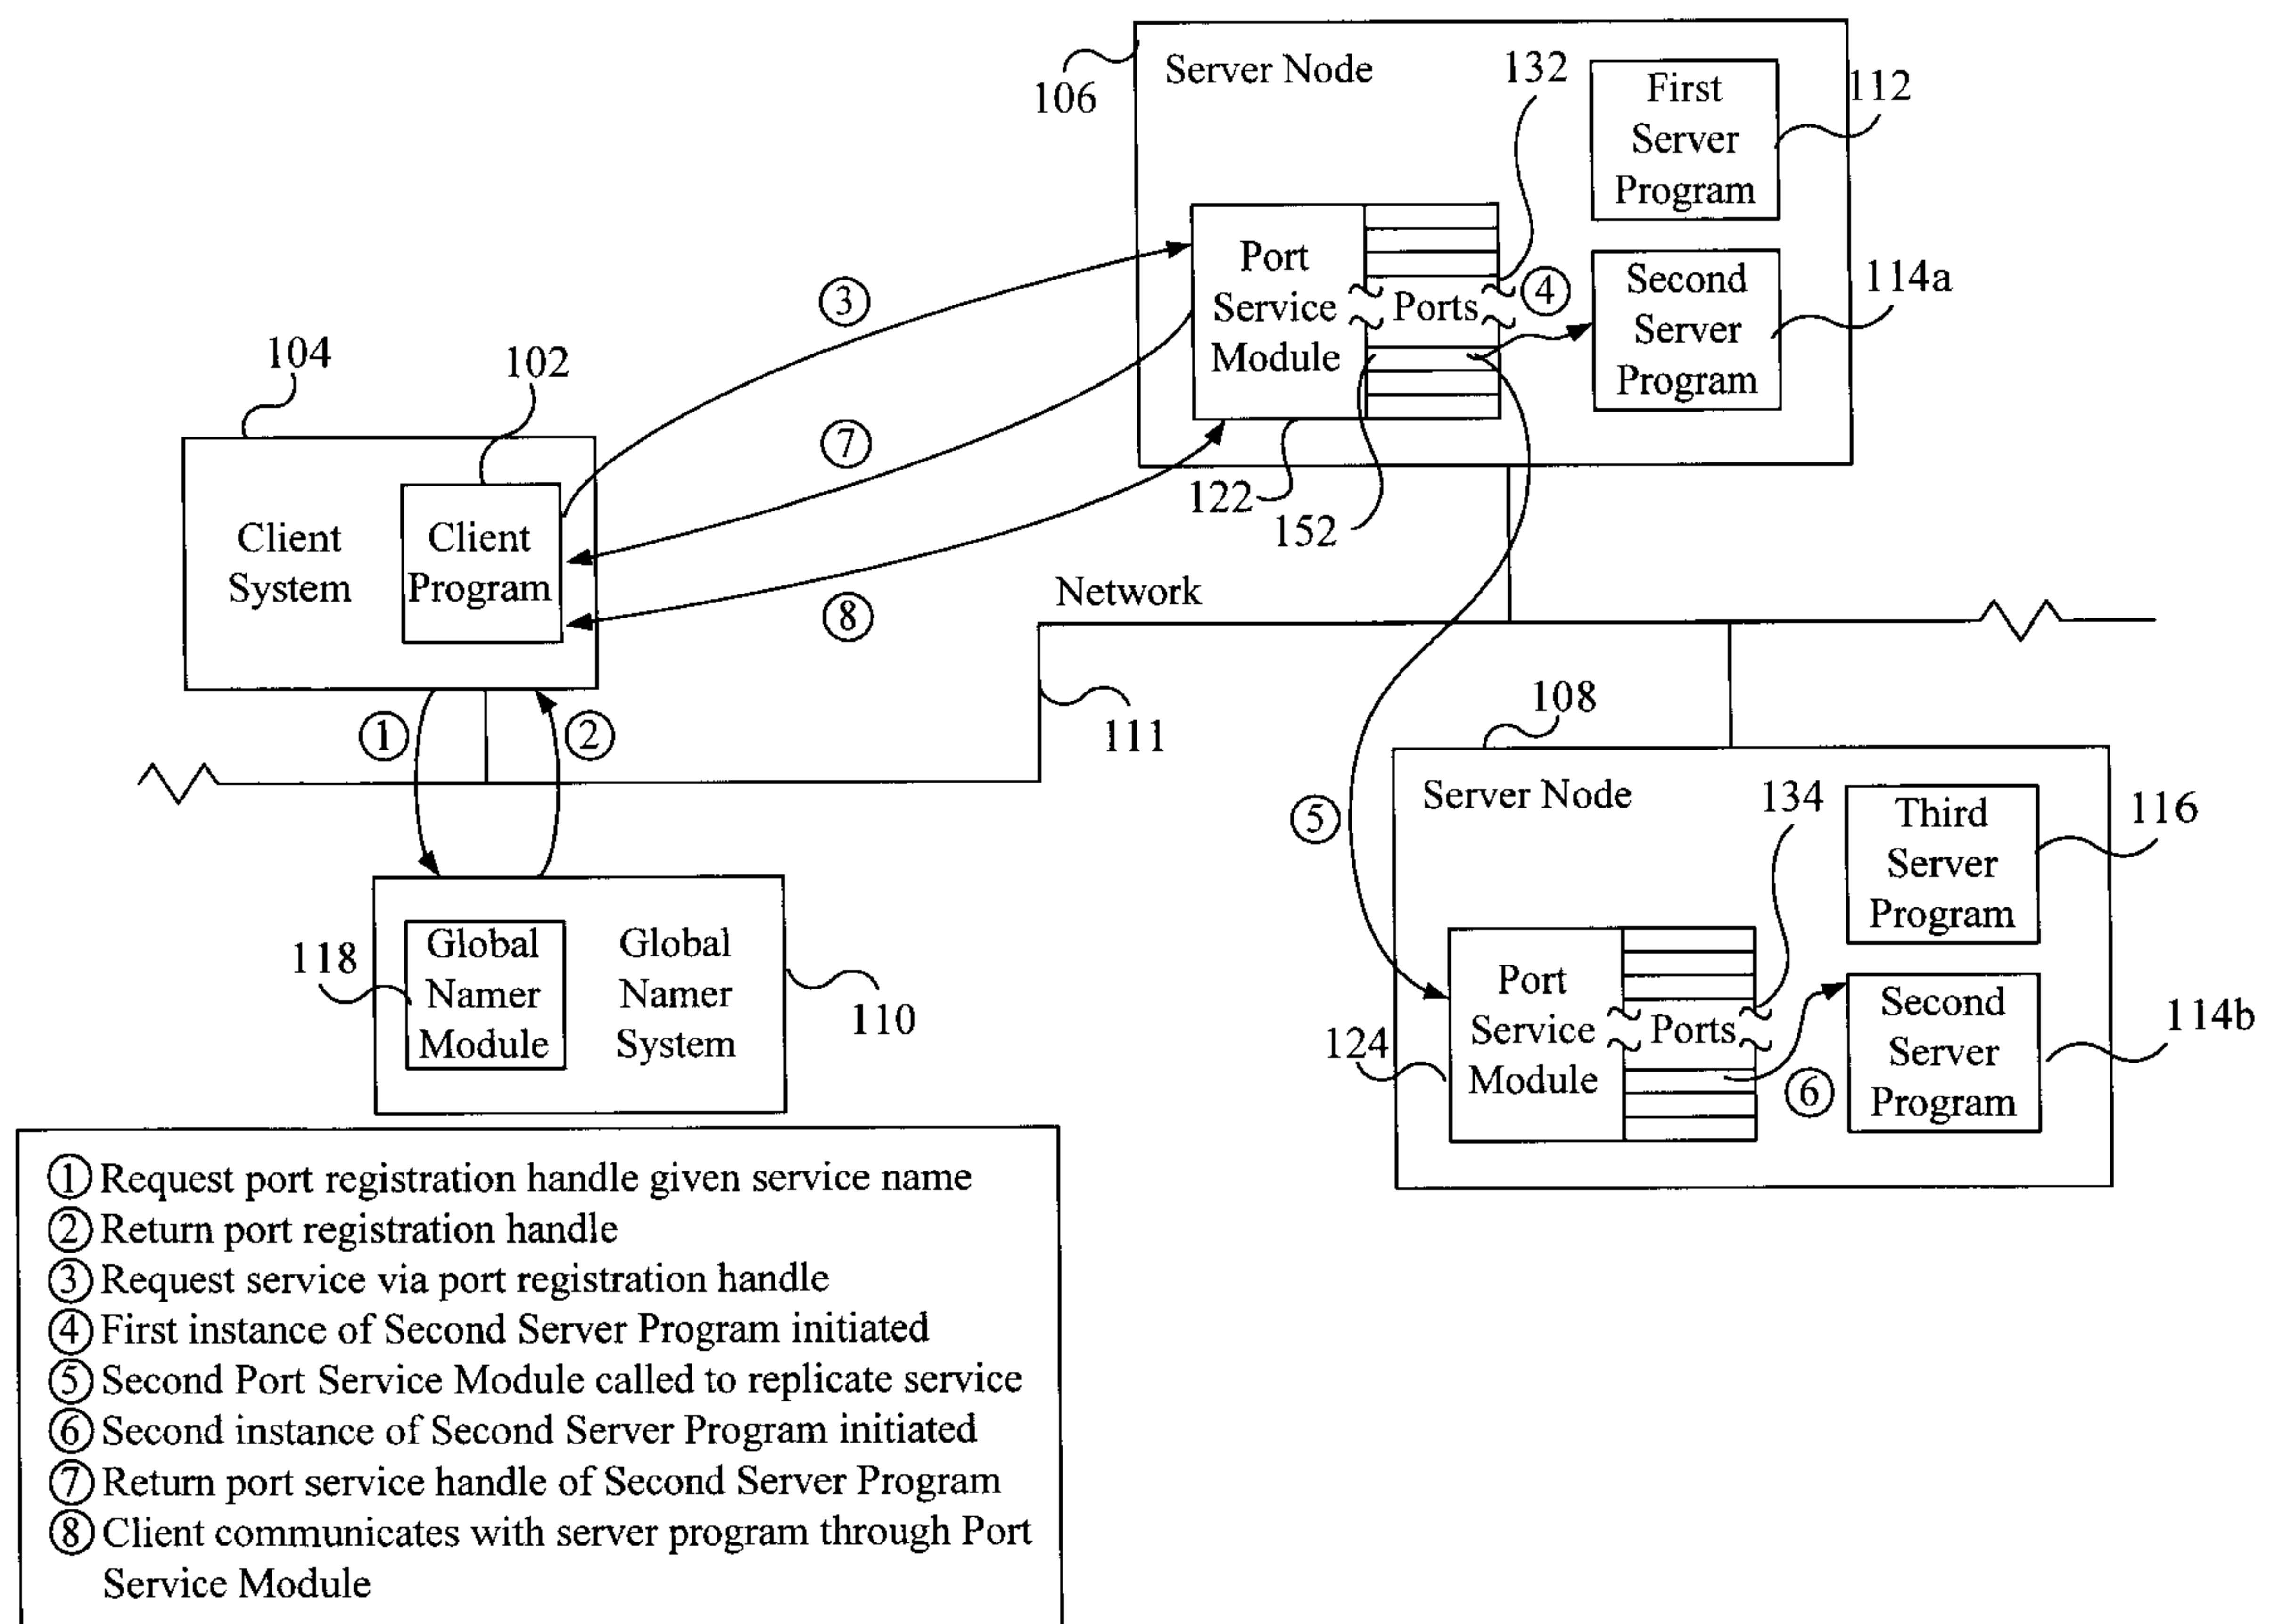 Server Node
106
132
First
Server
Program
112
Port
Service
Module
Ports
④
Second
Server
Program
114a
③
104
102
⑦
122
152
Client
System
Client
Program
Network
⑧
①
②
111
108
Server Node
134
Third
Server
Program
116
⑤
118
Global
Namer
Module
Global
Namer
System
110
Port
Service
Module
Ports
124
⑥
Second
Server
Program
114b
① Request port registration handle given service name
② Return port registration handle
③ Request service via port registration handle
④ First instance of Second Server Program initiated
⑤ Second Port Service Module called to replicate service
⑥ Second instance of Second Server Program initiated
⑦ Return port service handle of Second Server Program
⑧ Client communicates with server program through Port
Service Module